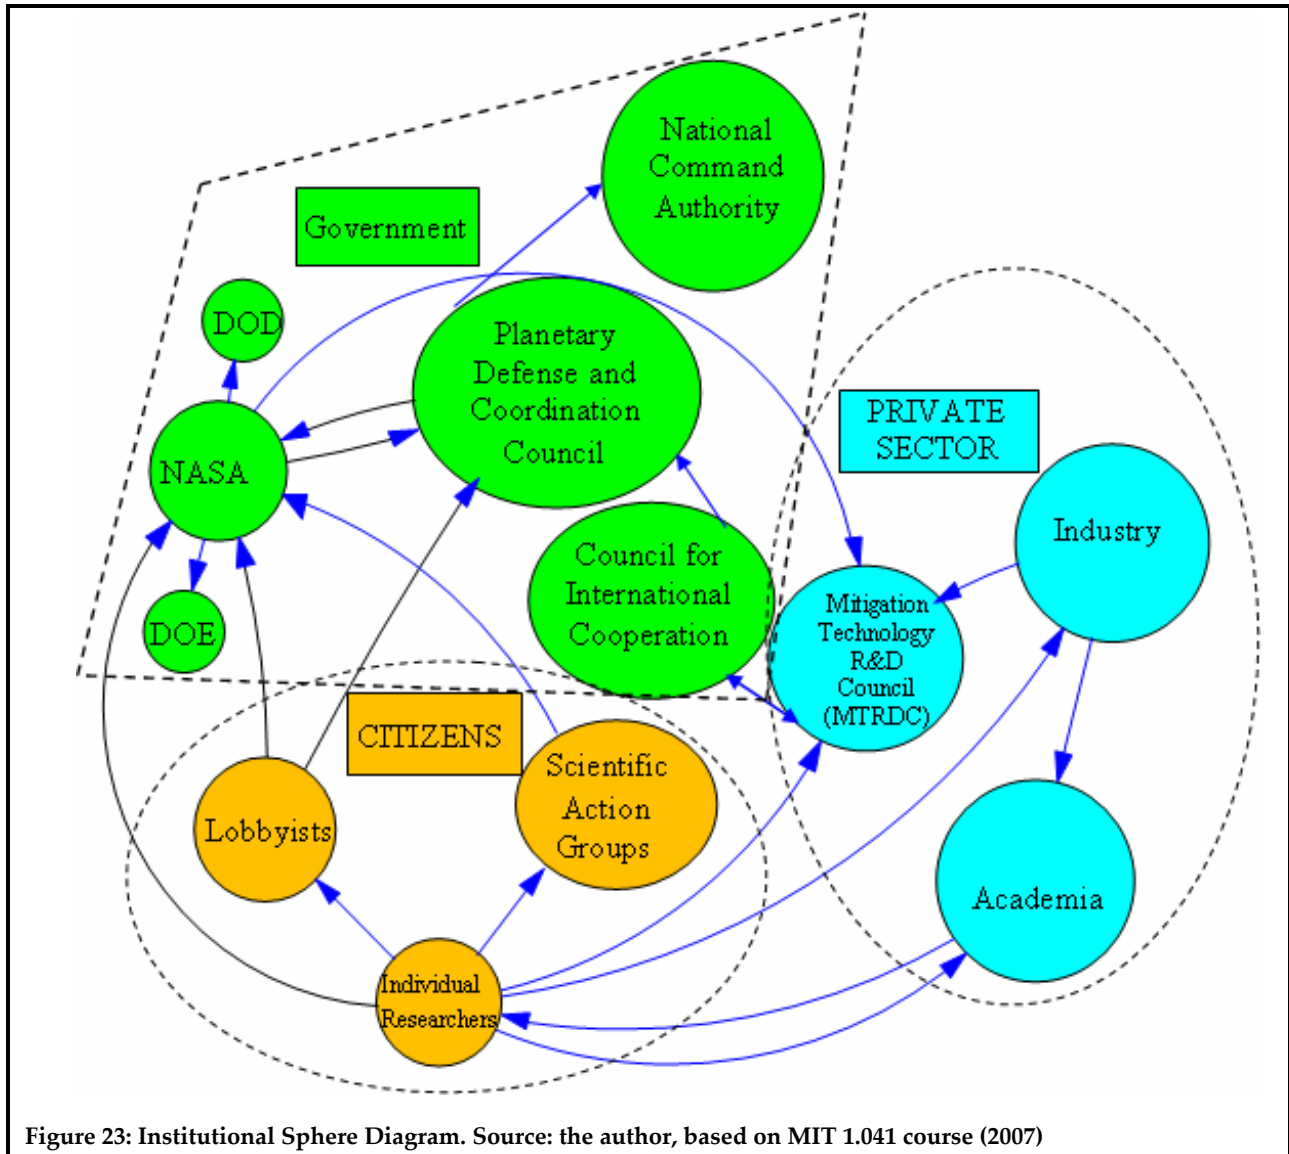 National
Command
Authority
Government
DOD
Planetary
Defense and
Coordination
Council
NASA
PRIVATE
SECTOR
Industry
Council for
International
Cooperation
Mitigation
Technology
R&D
Council
(MTRDC)
DOE
CITIZENS
Scientific
Action
Groups
Lobbyists
Academia
Individual
Researchers
Figure 23: Institutional Sphere Diagram. Source: the author, based on MIT 1.041 course (2007)